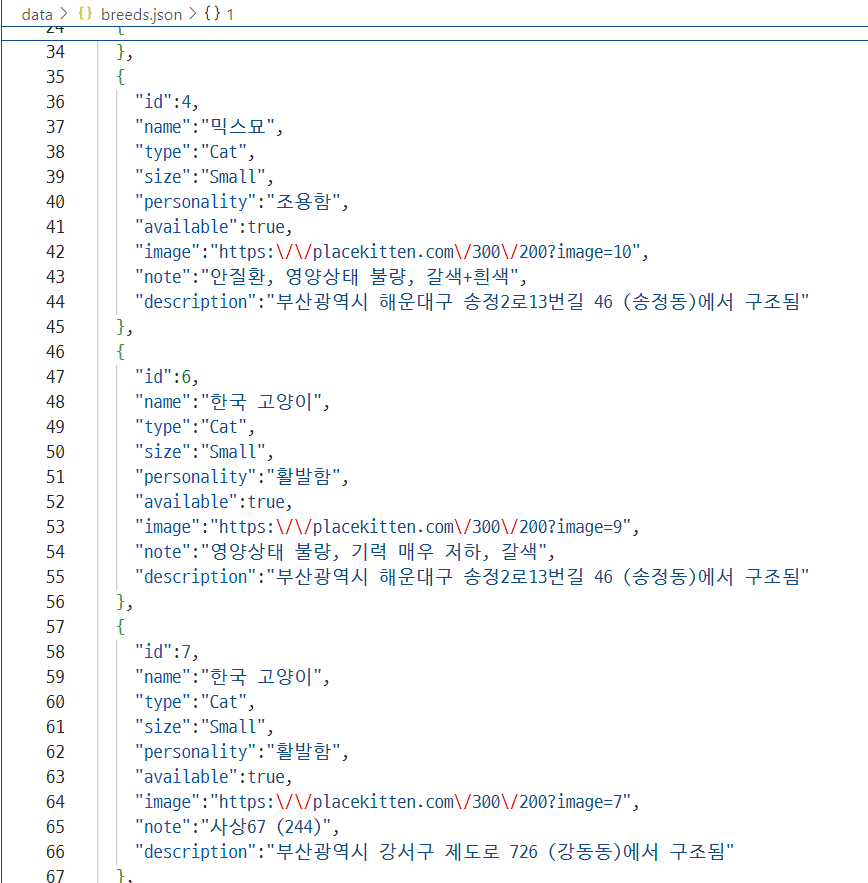 data > {} breeds.json > {} 1
24 {
34 },
35 {
36 "id":4,
37 "name":"믹스묘",
38 "type":"Cat",
39 "size":"Small",
40 "personality":"조용함",
41 "available":true,
42 "image":"https:\/\/placekitten.com\/300\/200?image=10",
43 "note":"안질환, 영양상태 불량, 갈색+흰색",
44 "description":"부산광역시 해운대구 송정2로13번길 46 (송정동)에서 구조됨"
45 },
46 {
47 "id":6,
48 "name":"한국 고양이",
49 "type":"Cat",
50 "size":"Small",
51 "personality":"활발함",
52 "available":true,
53 "image":"https:\/\/placekitten.com\/300\/200?image=9",
54 "note":"영양상태 불량, 기력 매우 저하, 갈색",
55 "description":"부산광역시 해운대구 송정2로13번길 46 (송정동)에서 구조됨"
56 },
57 {
58 "id":7,
59 "name":"한국 고양이",
60 "type":"Cat",
61 "size":"Small",
62 "personality":"활발함",
63 "available":true,
64 "image":"https:\/\/placekitten.com\/300\/200?image=7",
65 "note":"사상67 (244)",
66 "description":"부산광역시 강서구 제도로 726 (강동동)에서 구조됨"
67 },